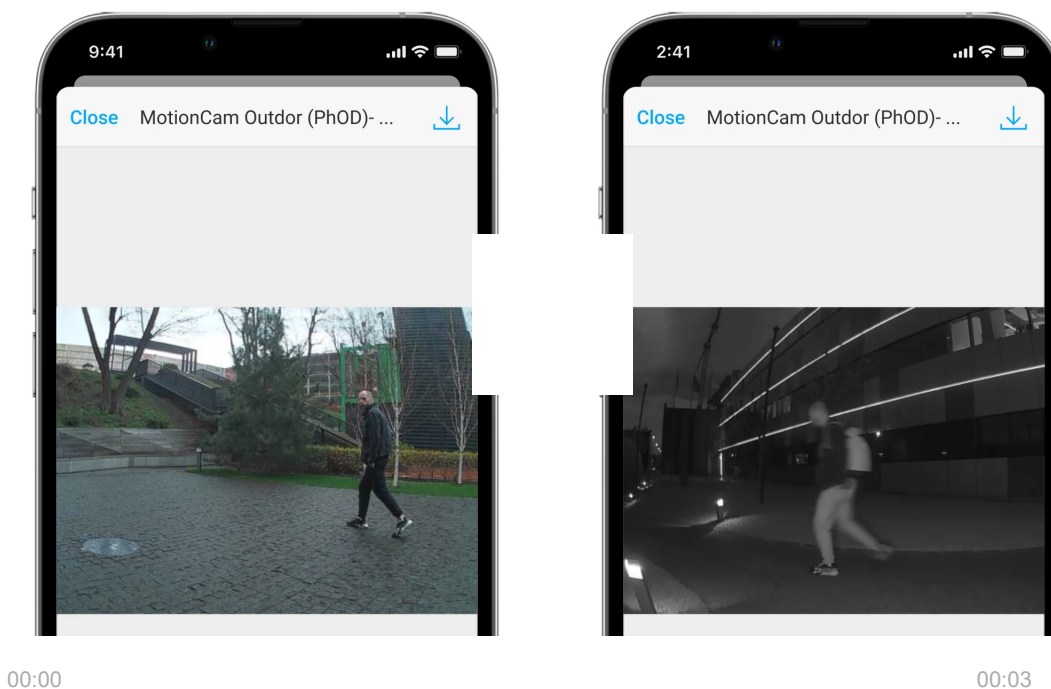 9:41
Close MotionCam Outdor (PhOD)- ...
2:41
Close MotionCam Outdor (PhOD)- ...
00:00
00:03